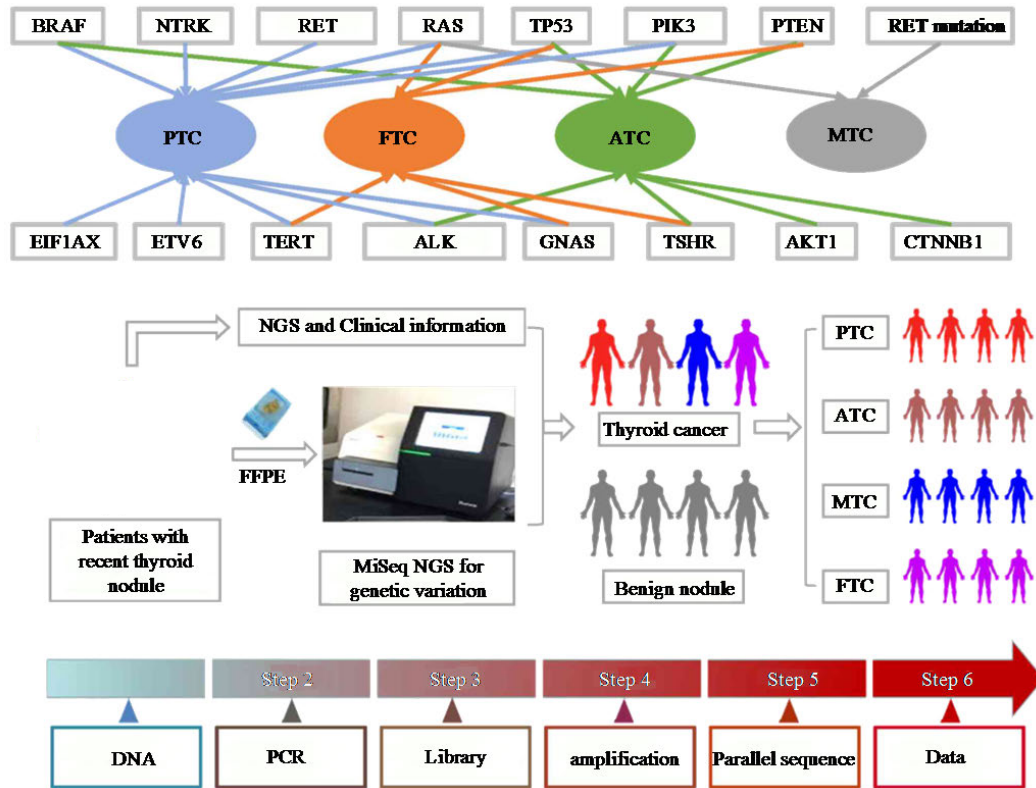 BRAF
NTRK
RET
RAS
TP53
PIK3
PTEN
RET mutation
PTC
FTC
ATC
MTC
EIF1AX
ETV6
TERT
ALK
GNAS
TSHR
AKT1
CTNNB1
NGS and Clinical information
FFPE
Patients with
recent thyroid
nodule
MiSeq NGS for
genetic variation
Thyroid cancer
Benign nodule
PTC
ATC
MTC
FTC
Step 2
Step 3
Step 4
Step 5
Step 6
DNA
PCR
Library
amplification
Parallel sequence
Data